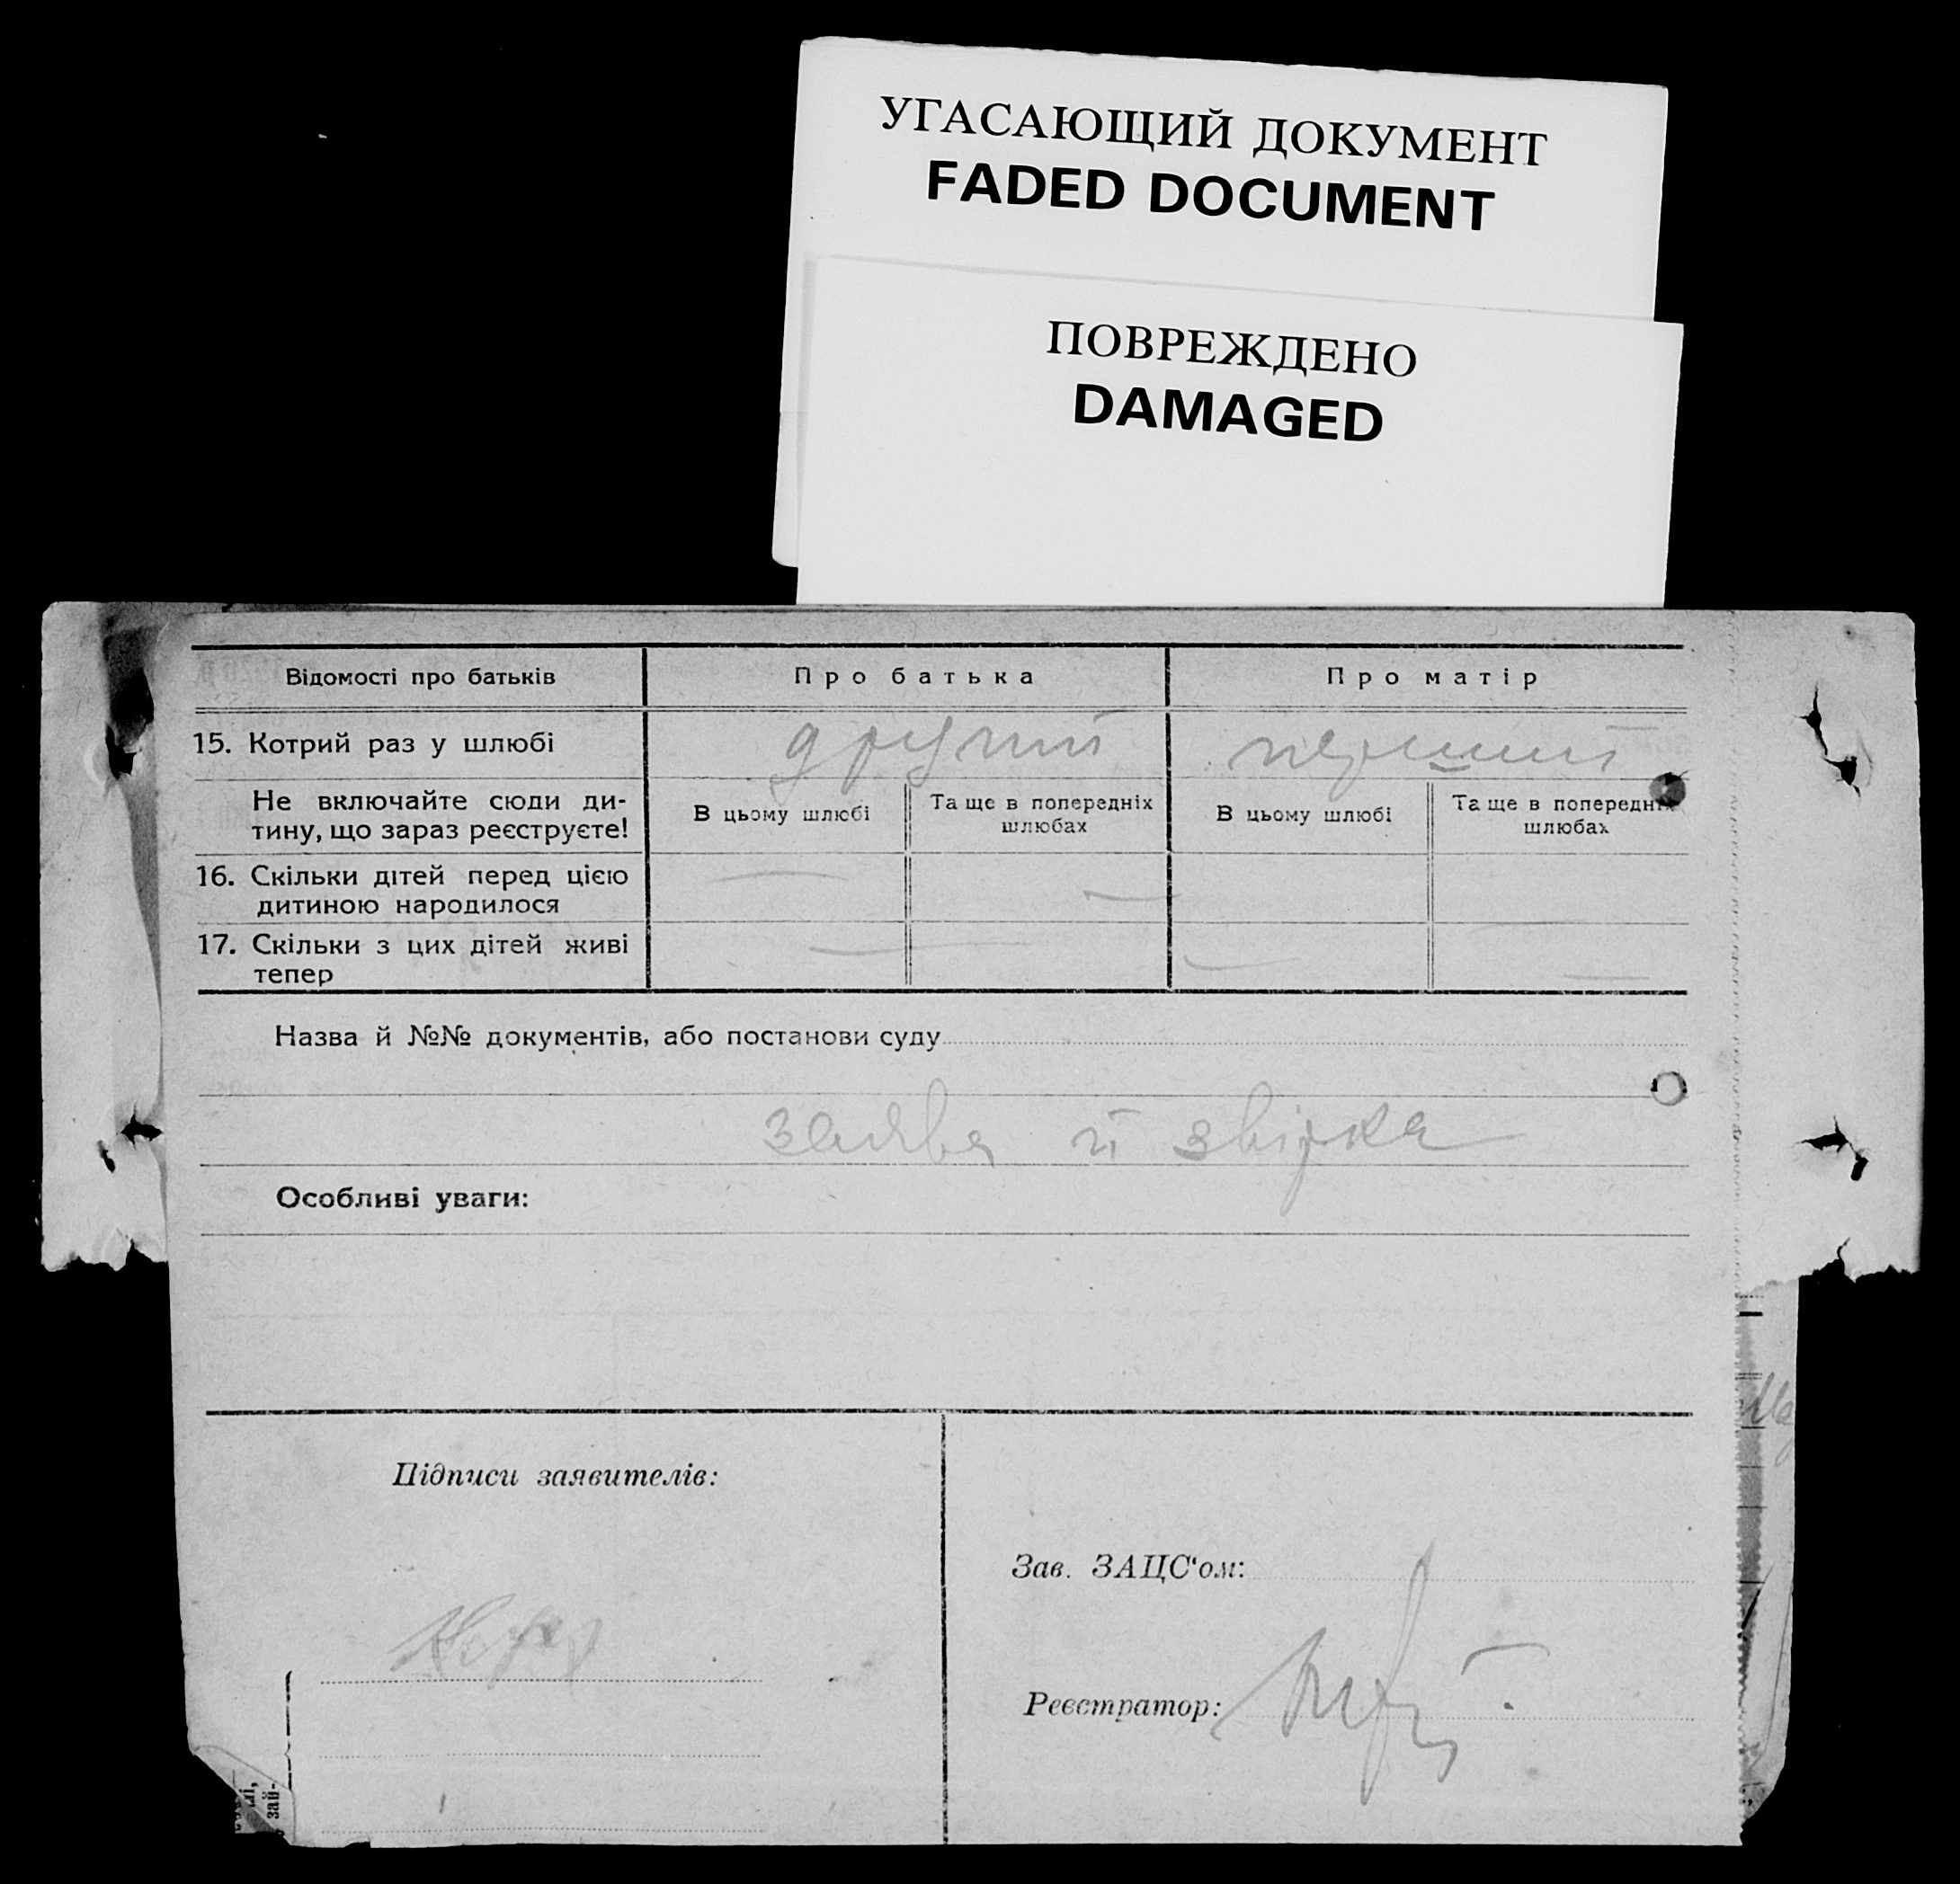 УГАСАЮЩИЙ ДОКУМЕНТ
FADED DOCUMENT
ПОВРЕЖДЕНО
DAMAGED
Відомості про батьків Про батька Про матір
15. Котрий раз у шлюбі другий перший
Не включайте сюди ди-
тину, що зараз реєструєте!
В цьому шлюбі Та ще в попередніх
шлюбах
В цьому шлюбі Та ще в попередніх
шлюбах
16. Скільки дітей перед цією
дитиною народилося
17. Скільки з цих дітей живі
тепер
Назва й №№ документів, або постанови суду
заява й звірка
Особливі уваги:
Підписи заявителів:
Зав. ЗАЦС'ом:
Реєстратор:
зай-